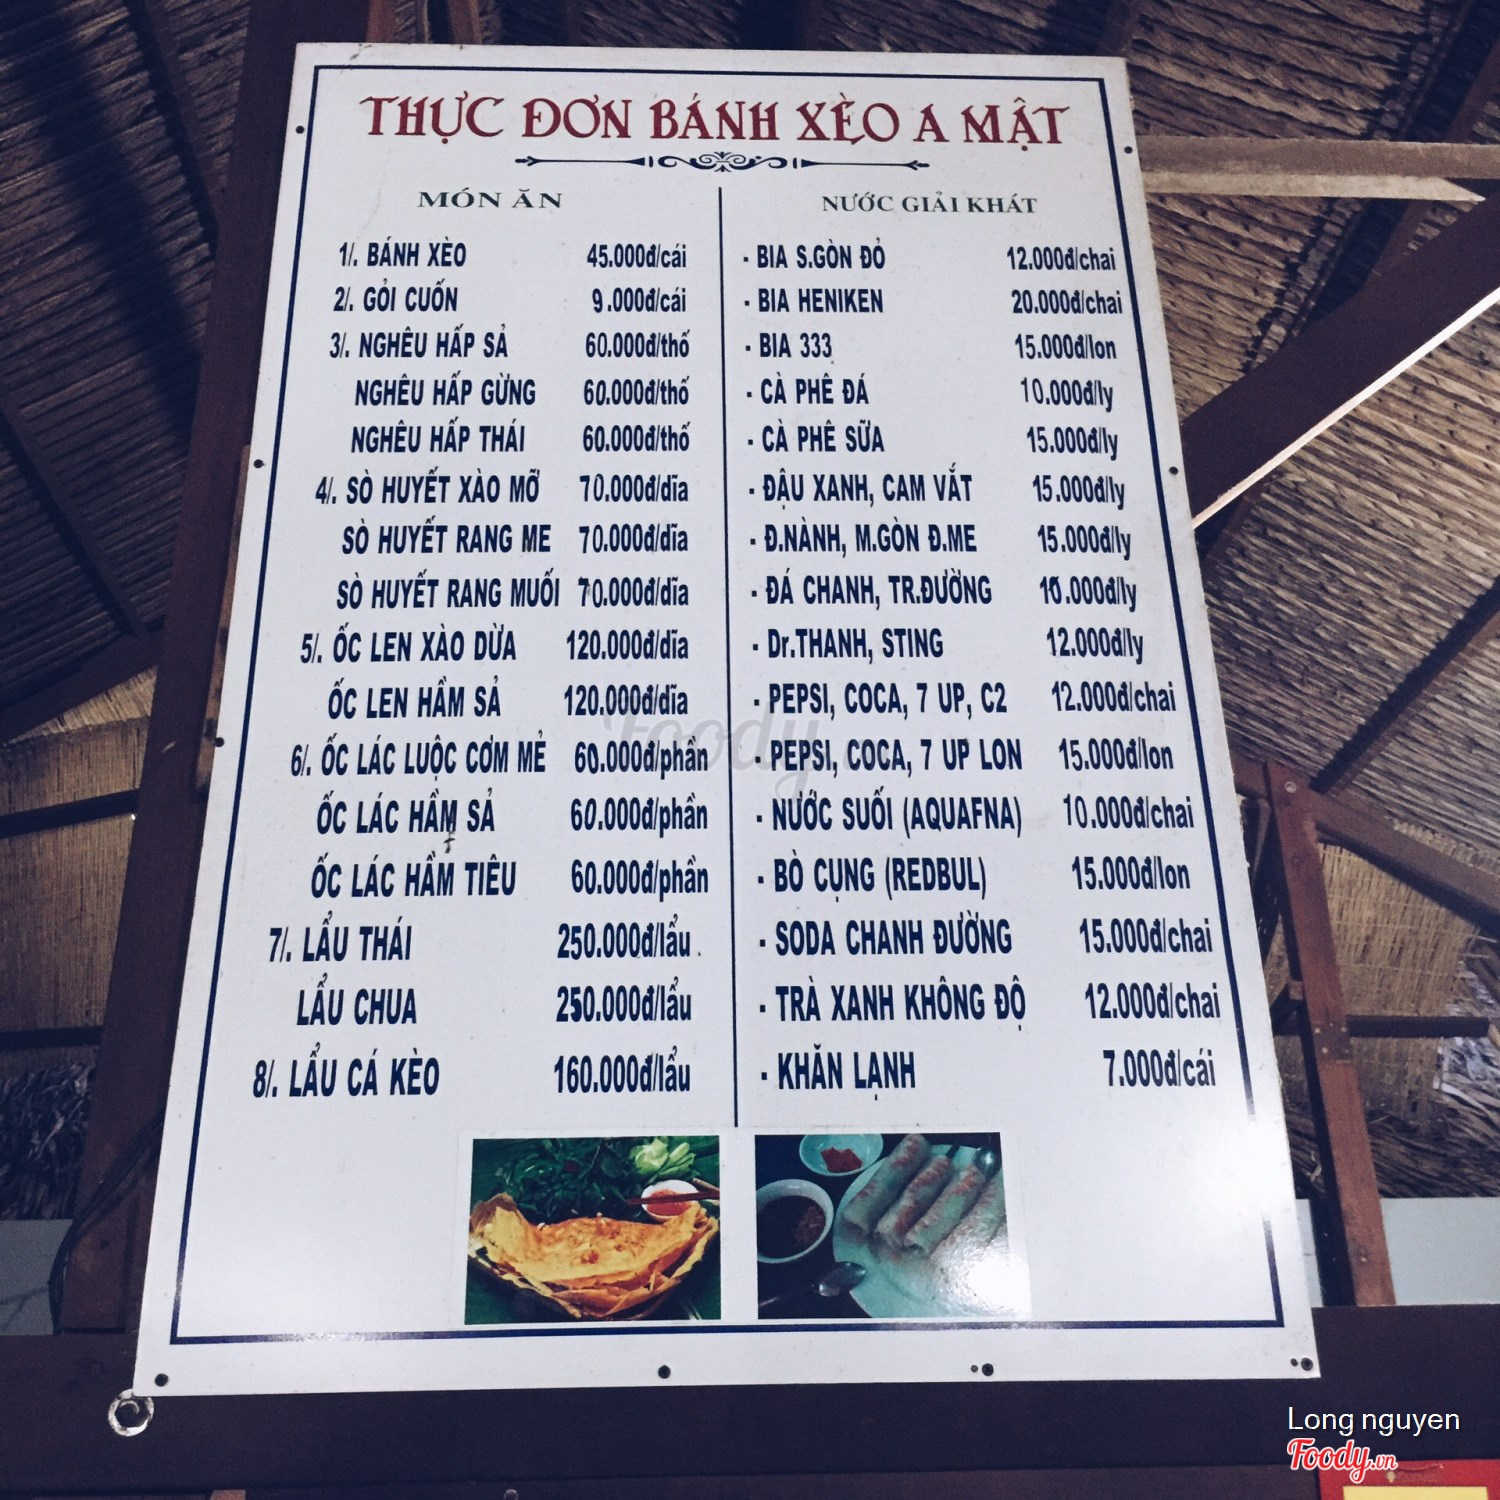 THỰC ĐƠN BÁNH XÈO A MẬT
MÓN ĂN
1/. BÁNH XÈO 45.000đ/cái
2/. GỎI CUỐN 9.000đ/cái
3/. NGHÊU HẤP SẢ 60.000đ/thố
NGHÊU HẤP GỪNG 60.000đ/thố
NGHÊU HẤP THÁI 60.000đ/thố
4/. SÒ HUYẾT XÀO MỠ 70.000đ/dĩa
SÒ HUYẾT RANG ME 70.000đ/dĩa
SÒ HUYẾT RANG MUỐI 70.000đ/dĩa
5/. ỐC LEN XÀO DỪA 120.000đ/dĩa
ỐC LEN HẦM SẢ 120.000đ/dĩa
6/. ỐC LÁC LUỘC CƠM MẺ 60.000đ/phần
ỐC LÁC HẦM SẢ 60.000đ/phần
ỐC LÁC HẦM TIÊU 60.000đ/phần
7/. LẨU THÁI 250.000đ/lẩu
LẨU CHUA 250.000đ/lẩu
8/. LẨU CÁ KÈO 160.000đ/lẩu
NƯỚC GIẢI KHÁT
· BIA S.GÒN ĐỎ 12.000đ/chai
· BIA HENIKEN 20.000đ/chai
· BIA 333 15.000đ/lon
· CÀ PHÊ ĐÁ 10.000đ/ly
· CÀ PHÊ SỮA 15.000đ/ly
· ĐẬU XANH, CAM VẮT 15.000đ/ly
· Đ.NÀNH, M.GÒN Đ.ME 15.000đ/ly
· ĐÁ CHANH, TR.ĐƯỜNG 10.000đ/ly
· Dr.THANH, STING 12.000đ/ly
· PEPSI, COCA, 7 UP, C2 12.000đ/chai
· PEPSI, COCA, 7 UP LON 15.000đ/lon
· NƯỚC SUỐI (AQUAFNA) 10.000đ/chai
· BÒ CỤNG (REDBUL) 15.000đ/lon
· SODA CHANH ĐƯỜNG 15.000đ/chai
· TRÀ XANH KHÔNG ĐỘ 12.000đ/chai
· KHĂN LẠNH 7.000đ/cái
Foody
Long nguyen
Foody.vn